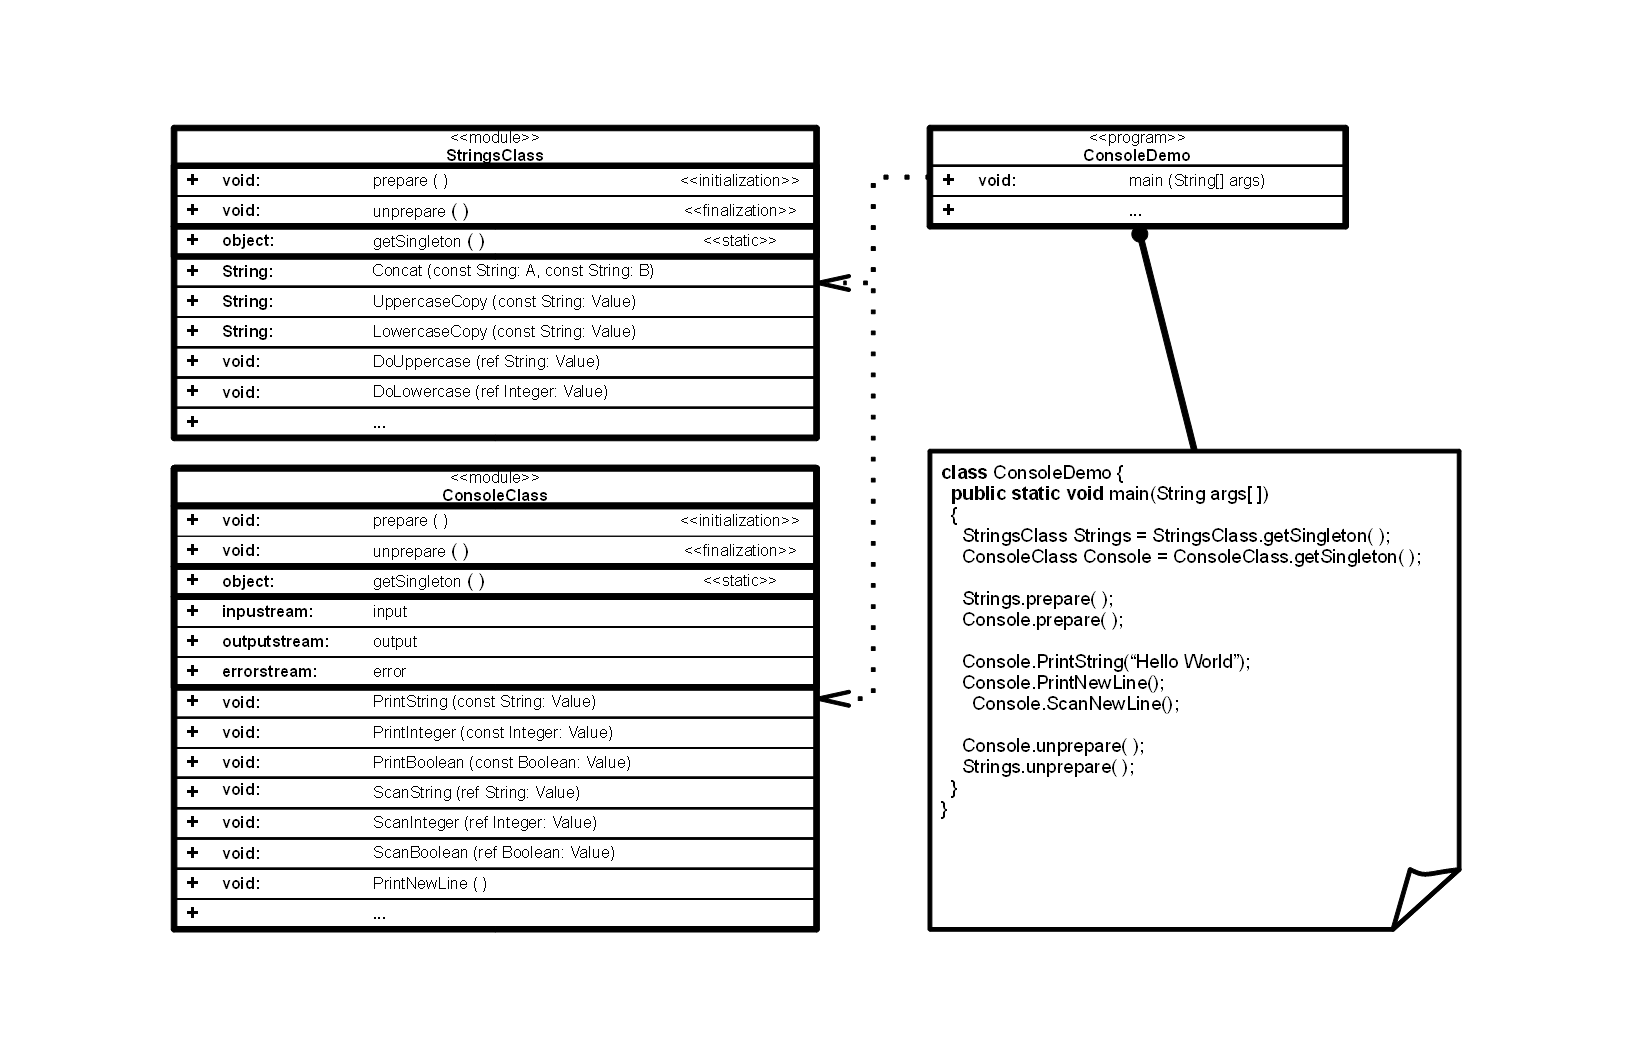 <<module>>
StringsClass
+ void: prepare ( ) <<initialization>>
+ void: unprepare ( ) <<finalization>>
+ object: getSingleton ( ) <<static>>
+ String: Concat (const String: A, const String: B)
+ String: UppercaseCopy (const String: Value)
+ String: LowercaseCopy (const String: Value)
+ void: DoUppercase (ref String: Value)
+ void: DoLowercase (ref Integer: Value)
+ ...
<<module>>
ConsoleClass
+ void: prepare ( ) <<initialization>>
+ void: unprepare ( ) <<finalization>>
+ object: getSingleton ( ) <<static>>
+ inpustream: input
+ outputstream: output
+ errorstream: error
+ void: PrintString (const String: Value)
+ void: PrintInteger (const Integer: Value)
+ void: PrintBoolean (const Boolean: Value)
+ void: ScanString (ref String: Value)
+ void: ScanInteger (ref Integer: Value)
+ void: ScanBoolean (ref Boolean: Value)
+ void: PrintNewLine ( )
+ ...
<<program>>
ConsoleDemo
+ void: main (String[] args)
+ ...
class ConsoleDemo {
public static void main(String args[ ])
{
StringsClass Strings = StringsClass.getSingleton( );
ConsoleClass Console = ConsoleClass.getSingleton( );
Strings.prepare( );
Console.prepare( );
Console.PrintString(“Hello World”);
Console.PrintNewLine();
Console.ScanNewLine();
Console.unprepare( );
Strings.unprepare( );
}
}